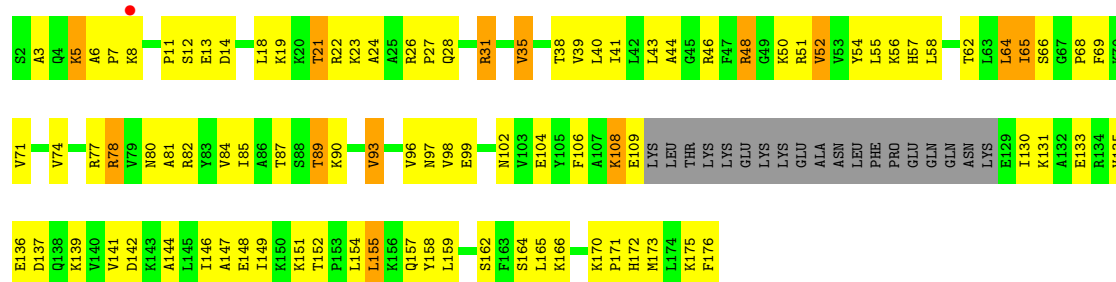 S2 A3 Q4 K5 A6 P7 K8 P11 S12 E13 D14 L18 K19 K20 T21 R22 K23 A24 A25 R26 P27 Q28 R31 V35 T38 V39 L40 I41 L42 L43 A44 G45 R46 F47 R48 G49 K50 R51 V52 V53 Y54 L55 K56 H57 L58 T62 L63 L64 I65 S66 G67 P68 F69 K70
V71 V74 R77 R78 V79 N80 A81 R82 Y83 V84 I85 A86 T87 S88 T89 K90 V93 V96 N97 V98 E99 N102 V103 E104 Y105 F106 A107 K108 E109 LYS LEU THR LYS LYS GLU LYS LYS GLU ALA ASN LEU PHE PRO GLU GLN GLN ASN LYS E129 I130 K131 A132 E133 R134 K135
E136 D137 Q138 K139 V140 V141 D142 K143 A144 L145 I146 A147 E148 I149 K150 K151 T152 P153 L154 L155 K156 Q157 Y158 L159 S162 F163 S164 L165 K166 K170 P171 H172 M173 L174 K175 F176